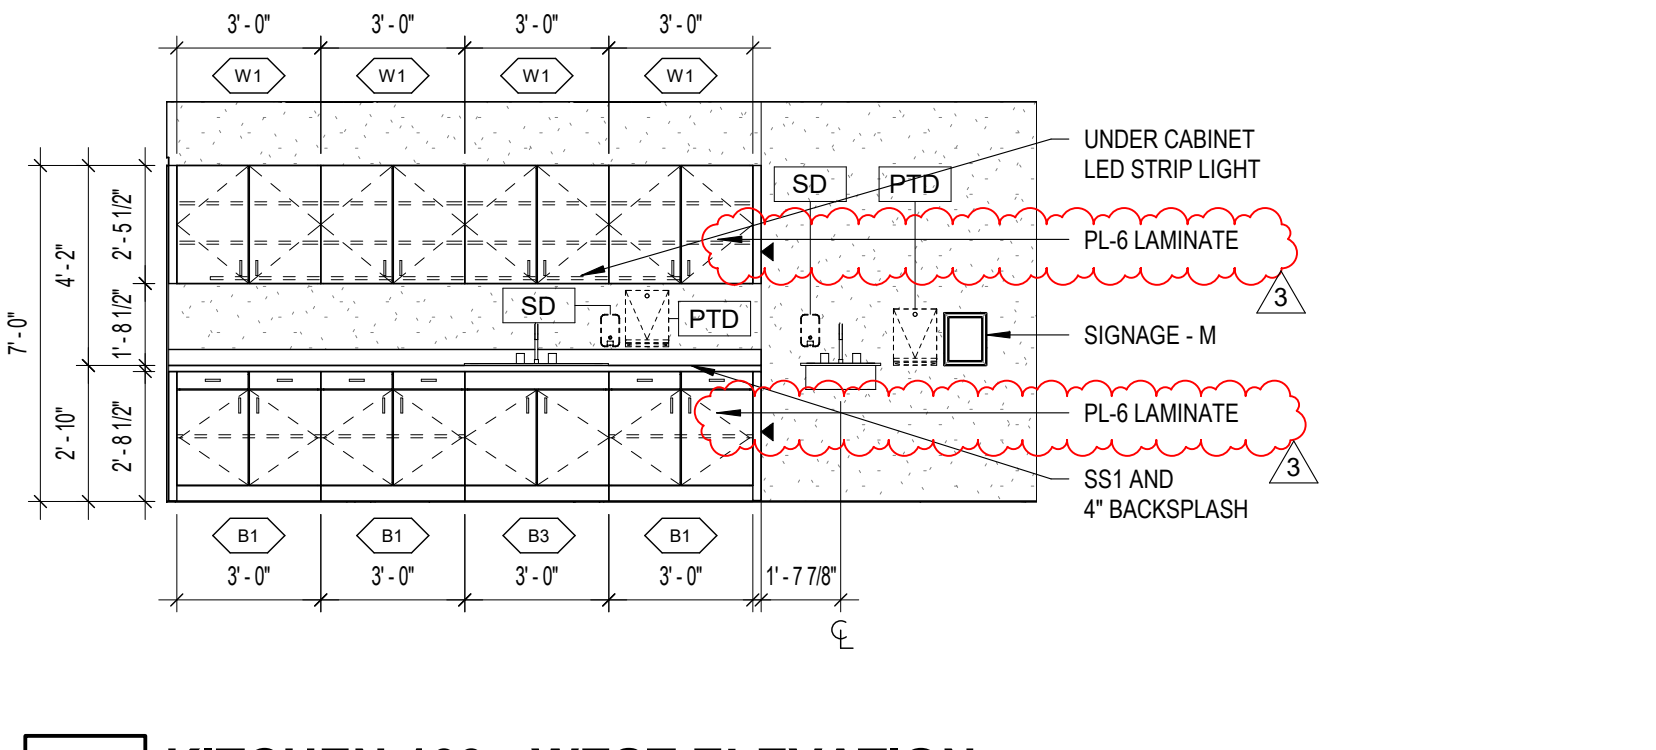 3' - 0" 3' - 0" 3' - 0" 3' - 0"
W1 W1 W1 W1
UNDER CABINET
LED STRIP LIGHT
SD PTD
2' - 5 1/2"
4' - 2"
PL-6 LAMINATE
3
1' - 8 1/2"
7' - 0"
SD
PTD
SIGNAGE - M
PL-6 LAMINATE
3
2' - 10"
2' - 8 1/2"
SS1 AND
4" BACKSPLASH
B1 B1 B3 B1
3' - 0" 3' - 0" 3' - 0" 3' - 0" 1' - 7 7/8"
CL
WEST ELEVATION